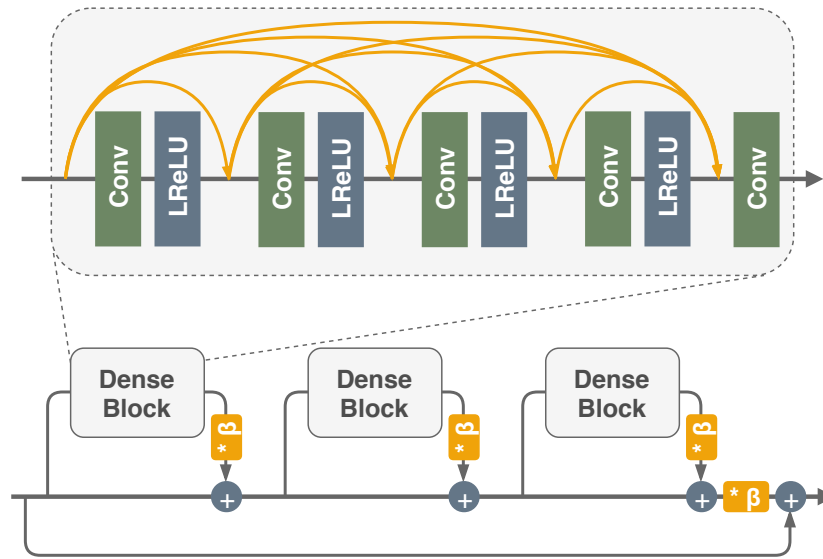 Conv
LReLU
Conv
LReLU
Conv
LReLU
Conv
LReLU
Conv
Dense
Block
* β
+
Dense
Block
* β
+
Dense
Block
* β
+
* β
+